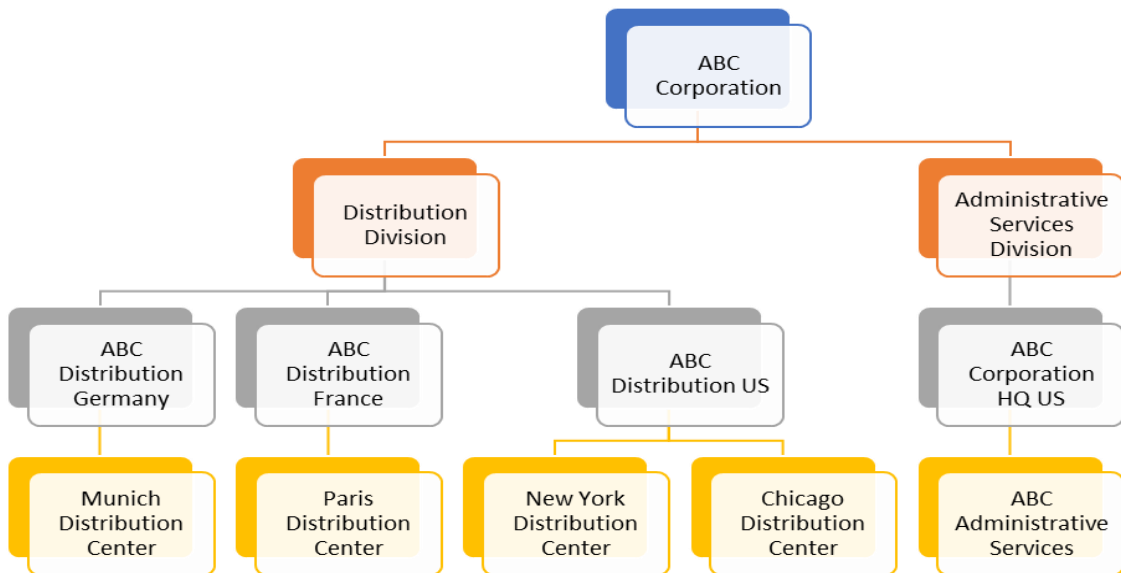 ABC
Corporation
Distribution
Division
Administrative
Services
Division
ABC
Distribution
Germany
ABC
Distribution
France
ABC
Distribution US
ABC
Corporation
HQ US
Munich
Distribution
Center
Paris
Distribution
Center
New York
Distribution
Center
Chicago
Distribution
Center
ABC
Administrative
Services